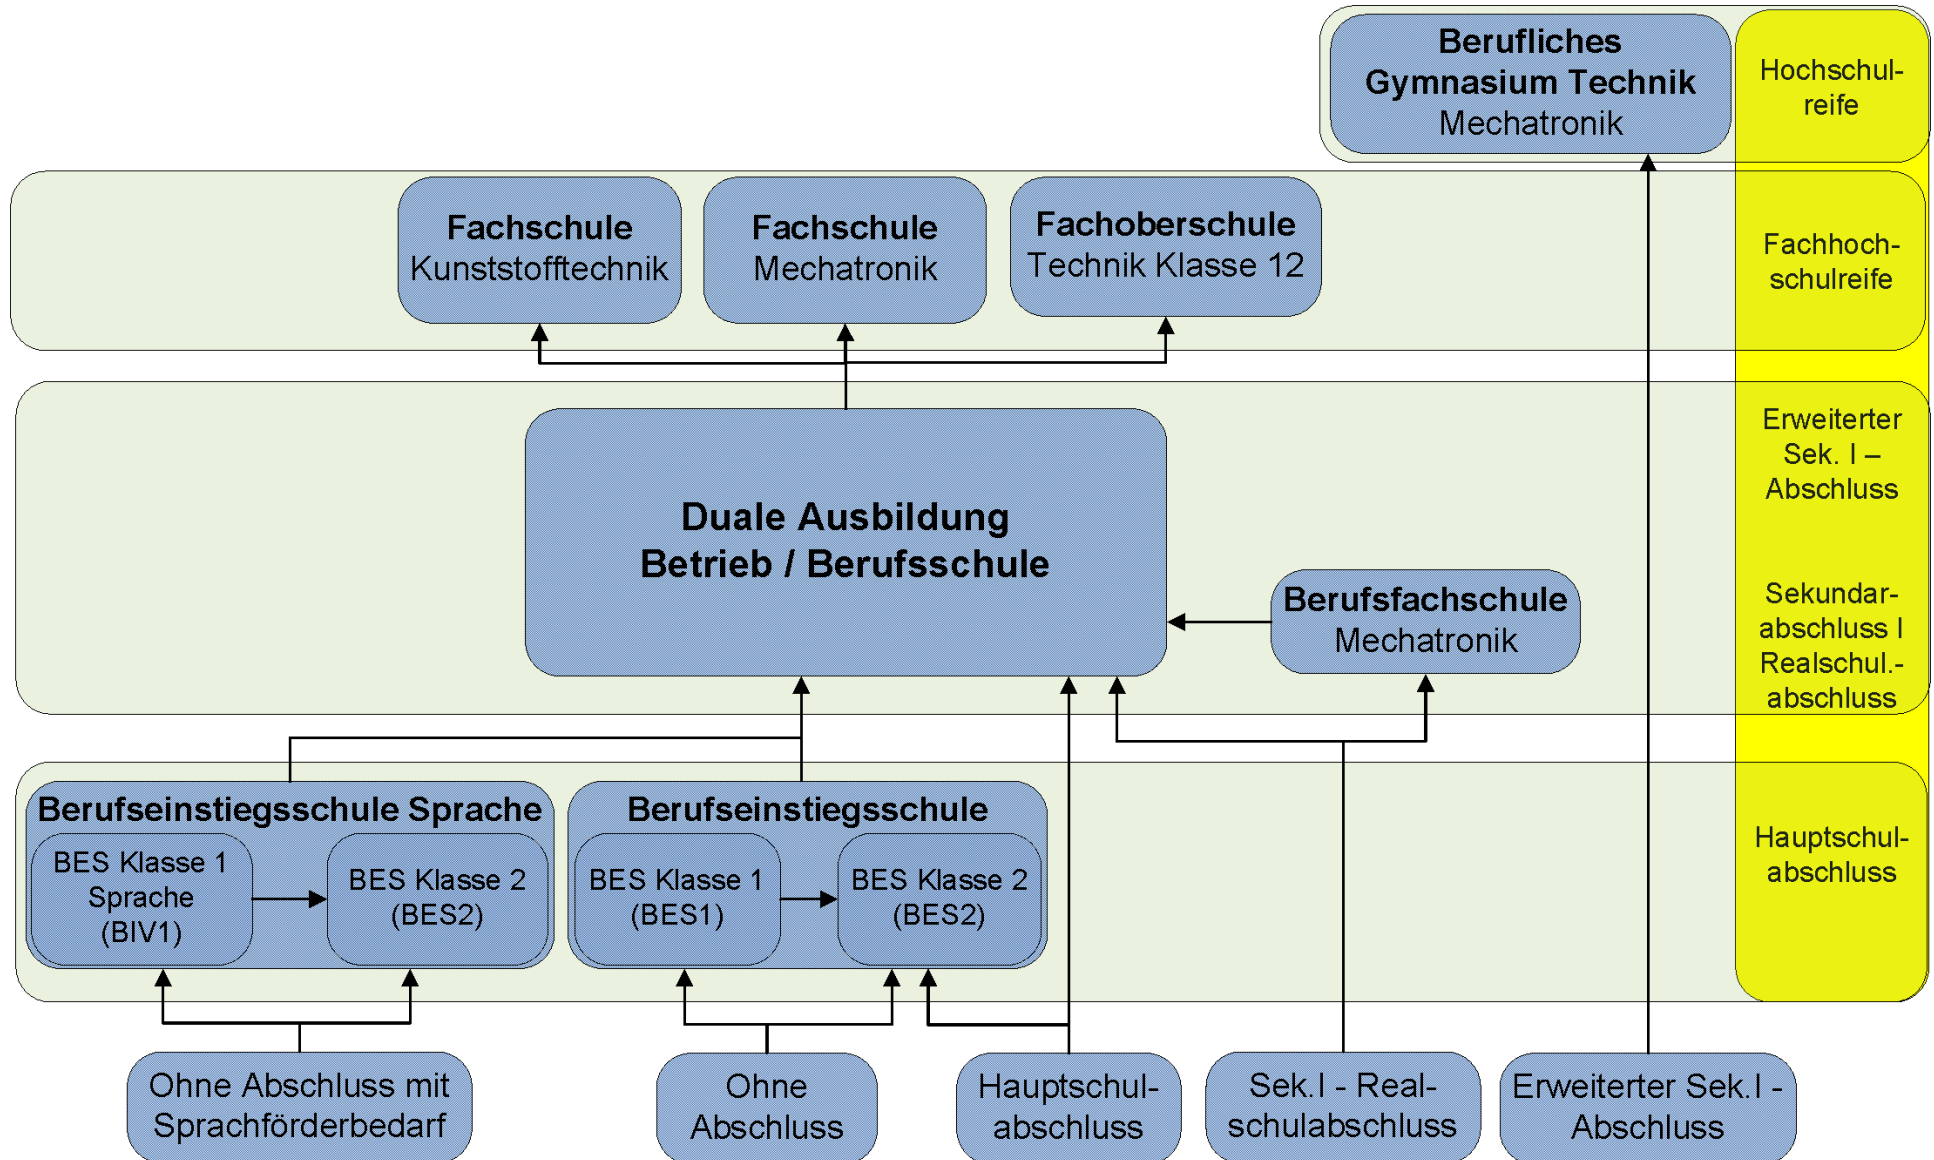 Berufliches
Gymnasium Technik
Mechatronik
Hochschul-
reife
Fachschule
Kunststofftechnik
Fachschule
Mechatronik
Fachoberschule
Technik Klasse 12
Fachhoch-
schulreife
Duale Ausbildung
Betrieb / Berufsschule
Berufsfachschule
Mechatronik
Erweiterter
Sek. I –
Abschluss
Sekundar-
abschluss I
Realschul.-
abschluss
Berufseinstiegsschule Sprache
BES Klasse 1
Sprache
(BIV1)
BES Klasse 2
(BES2)
Berufseinstiegsschule
BES Klasse 1
(BES1)
BES Klasse 2
(BES2)
Hauptschul-
abschluss
Ohne Abschluss mit
Sprachförderbedarf
Ohne
Abschluss
Hauptschul-
abschluss
Sek.I - Real-
schulabschluss
Erweiterter Sek.I -
Abschluss